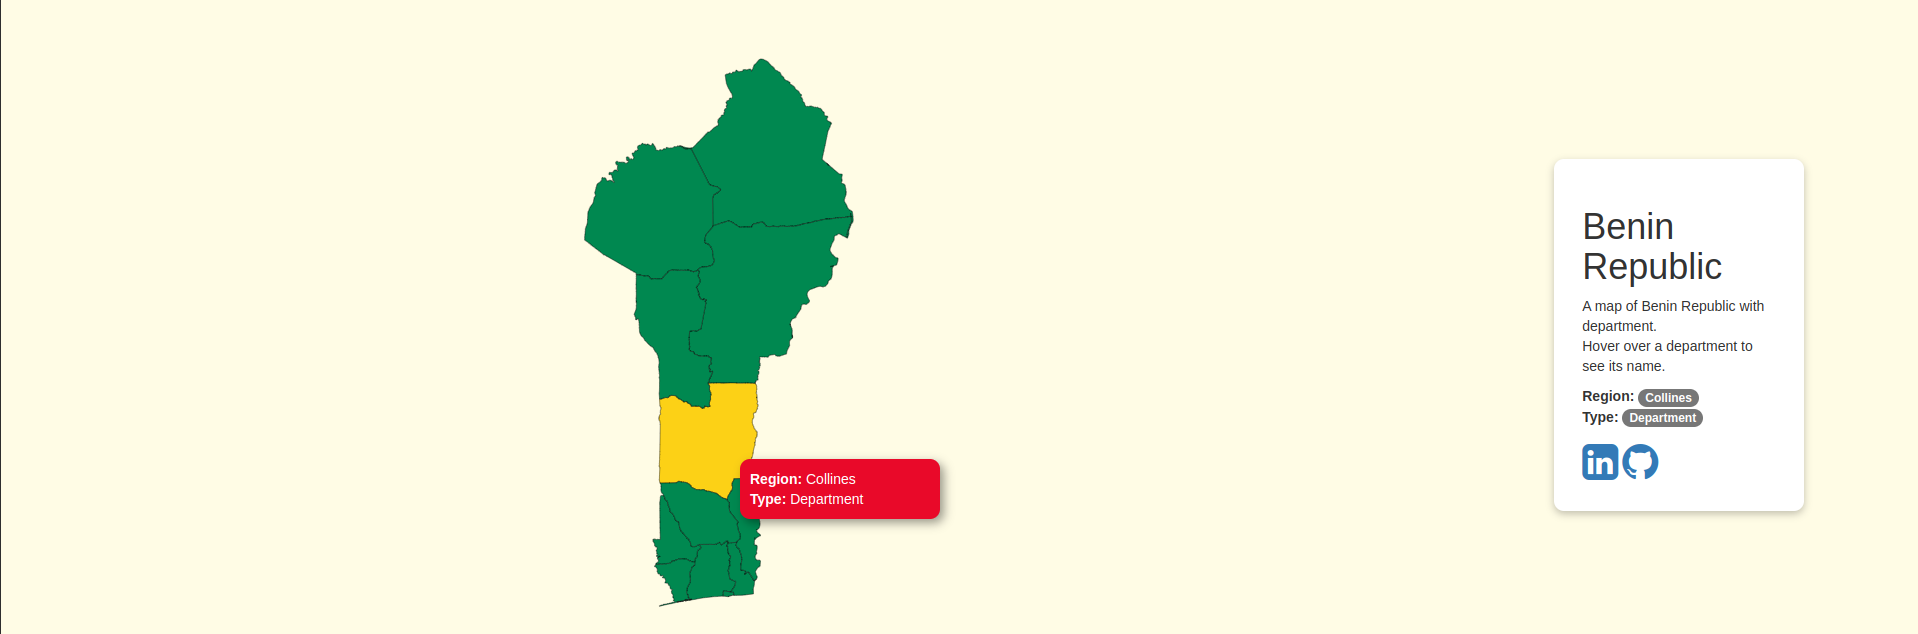 Region: Collines
Type: Department
Benin
Republic
A map of Benin Republic with
department.
Hover over a department to
see its name.
Region: Collines
Type: Department
in